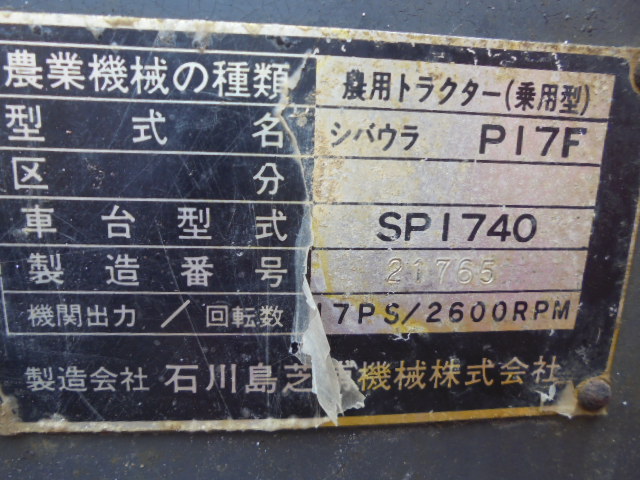 農業機械の種類 農用トラクター(乗用型)
型式名 シバウラ P17F
区分
車台型式 SP1740
製造番号 21765
機関出力/回転数 17PS/2600RPM
製造会社 石川島芝 機械株式会社